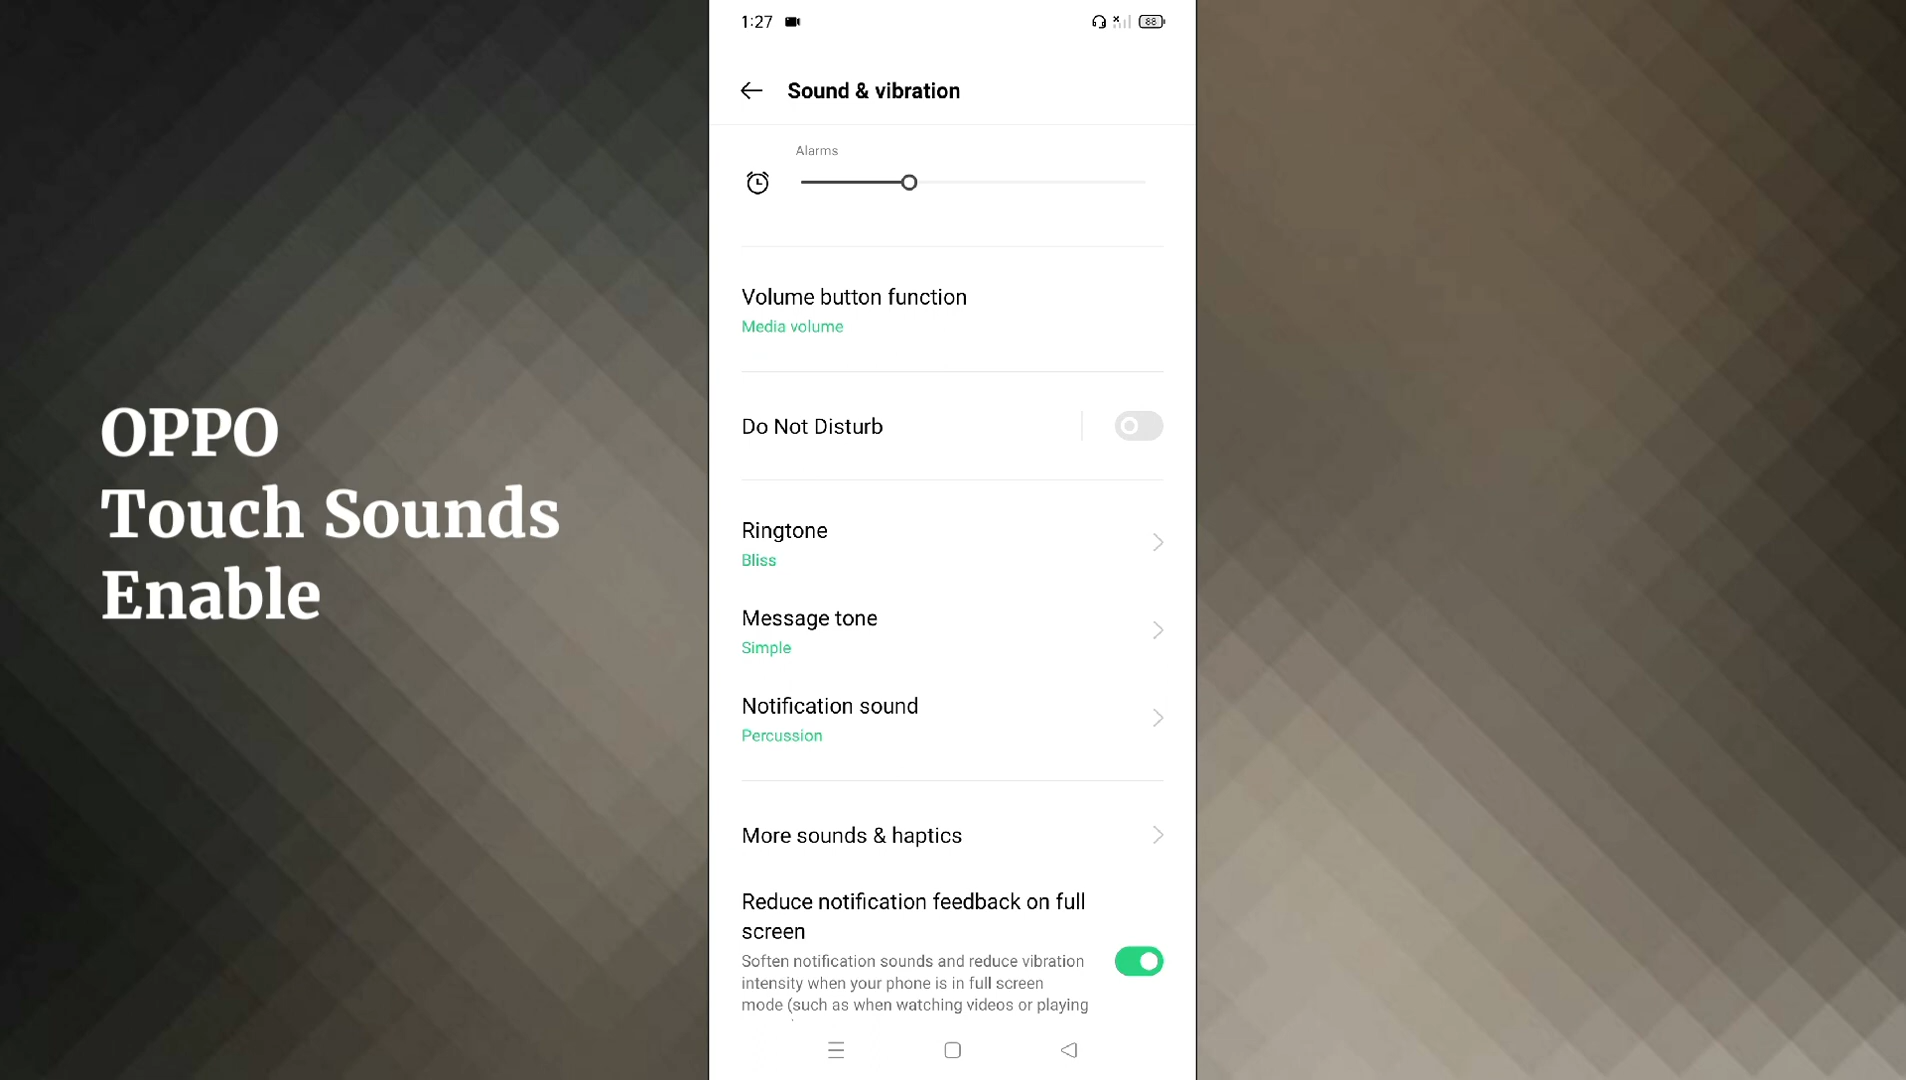 1:27
88
Sound & vibration
Alarms
Volume button function
Media volume
Do Not Disturb
Ringtone
Bliss
Message tone
Simple
Notification sound
Percussion
More sounds & haptics
Reduce notification feedback on full
screen
Soften notification sounds and reduce vibration
intensity when your phone is in full screen
mode (such as when watching videos or playing
OPPO
Touch Sounds
Enable